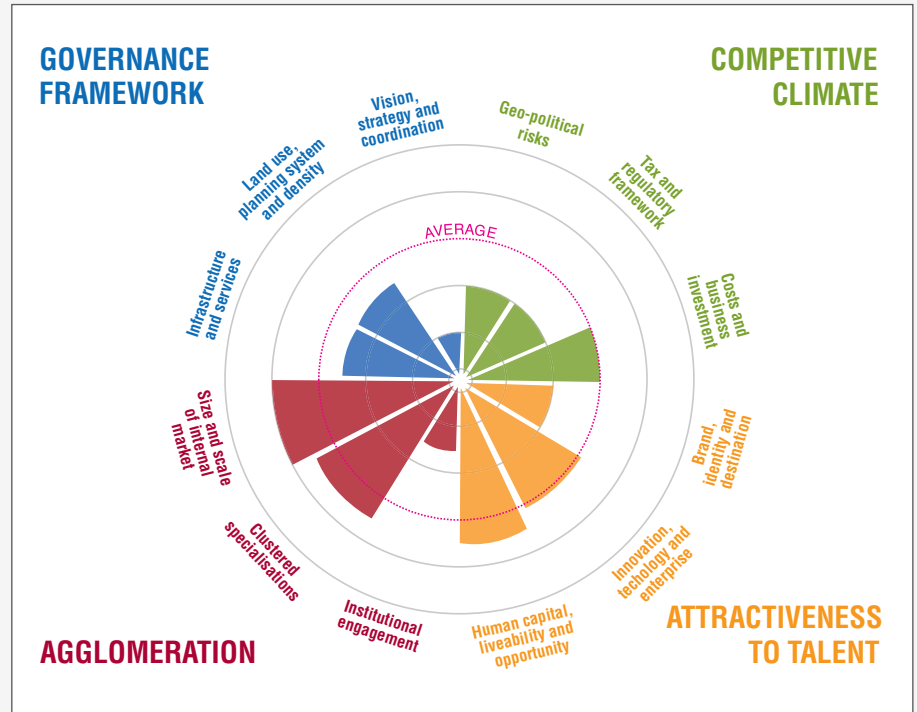 GOVERNANCE
FRAMEWORK
COMPETITIVE
CLIMATE
Vision,
strategy and
coordination
Geo-political
risks
Land use,
planning system
and density
Tax and
regulatory
framework
AVERAGE
Infrastructure
and services
Costs and
business
investment
Size and scale
of internal
market
Brand,
identity and
destination
Clustered
specialisations
Innovation,
techology and
enterprise
Institutional
engagement
Human capital,
liveability and
opportunity
AGGLOMERATION
ATTRACTIVENESS
TO TALENT